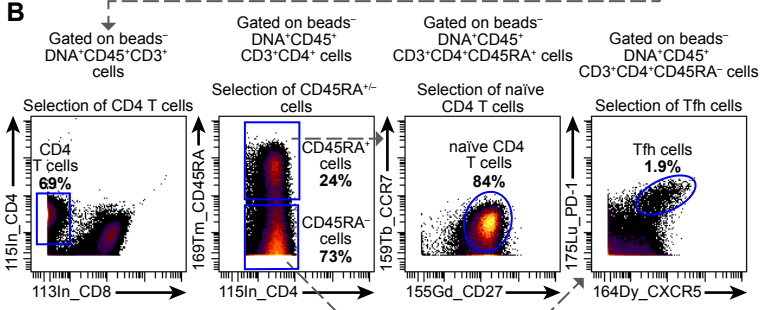 B
Gated on beads⁻
DNA⁺CD45⁺CD3⁺
cells
Selection of CD4 T cells
CD4
T cells
69%
115In_CD4
113In_CD8
Gated on beads⁻
DNA⁺CD45⁺
CD3⁺CD4⁺ cells
Selection of CD45RA⁺/⁻
cells
CD45RA⁺
cells
24%
CD45RA⁻
cells
73%
169Tm_CD45RA
115In_CD4
Gated on beads⁻
DNA⁺CD45⁺
CD3⁺CD4⁺CD45RA⁺ cells
Selection of naïve
CD4 T cells
naïve CD4
T cells
84%
159Tb_CCR7
155Gd_CD27
Gated on beads⁻
DNA⁺CD45⁺
CD3⁺CD4⁺CD45RA⁻ cells
Selection of Tfh cells
Tfh cells
1.9%
175Lu_PD-1
164Dy_CXCR5